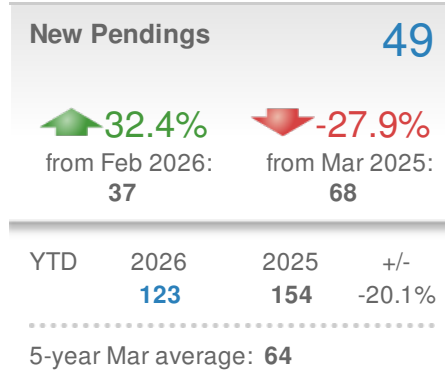 New Pendings 49
32.4% -27.9%
from Feb 2026: from Mar 2025:
37 68
YTD 2026 2025 +/-
123 154 -20.1%
5-year Mar average: 64